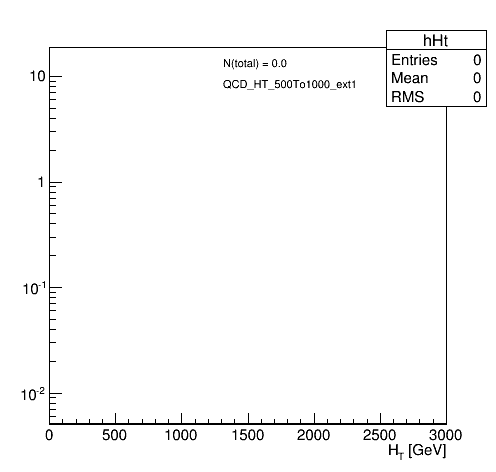 hHt
Entries 0
Mean 0
RMS 0
N(total) = 0.0
QCD_HT_500To1000_ext1
10
1
10^-1
10^-2
0 500 1000 1500 2000 2500 3000
H_T [GeV]